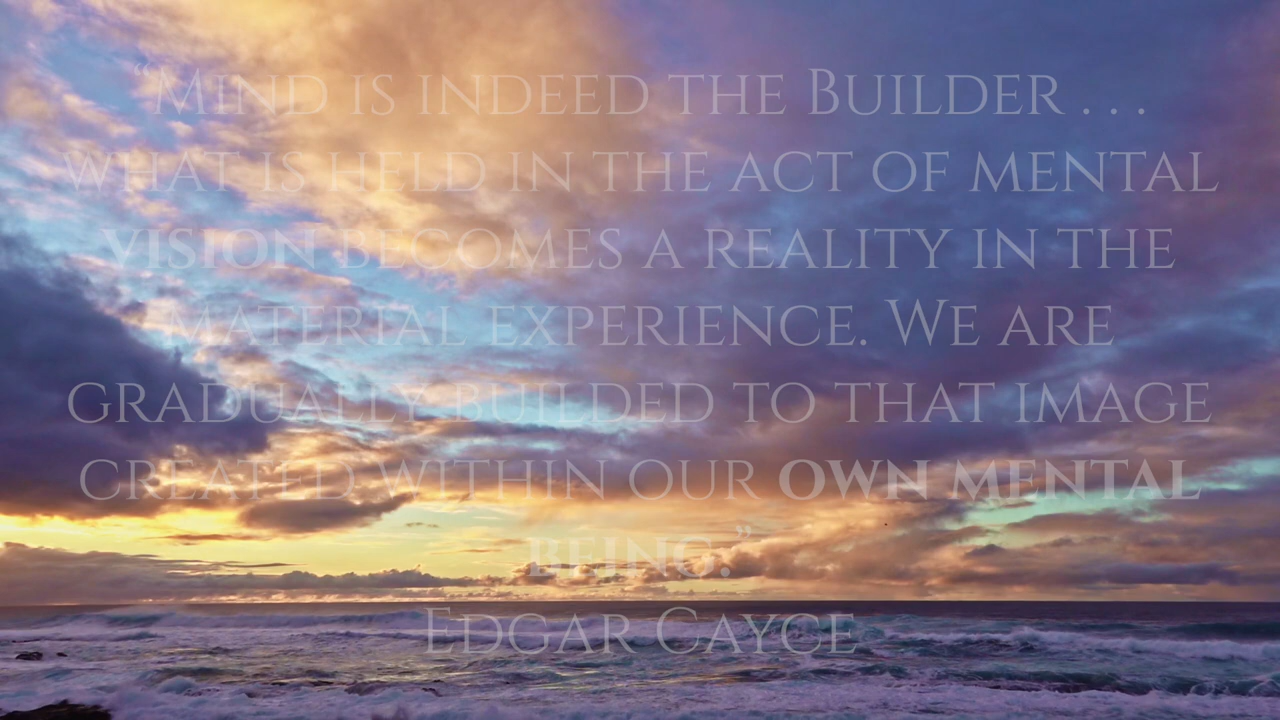 “Mind is indeed the Builder . . .
what is held in the act of mental
vision becomes a reality in the
material experience. We are
gradually builded to that image
created within our own mental
being.”
Edgar Cayce